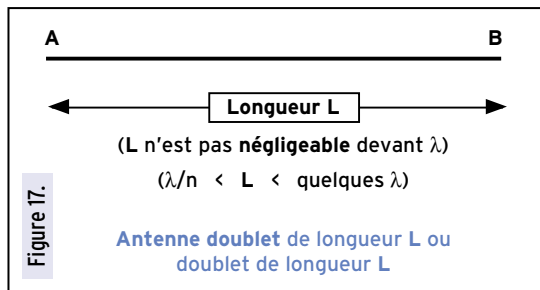 A B
Longueur L
(L n'est pas négligeable devant λ)
(λ/n < L < quelques λ)
Antenne doublet de longueur L ou
doublet de longueur L
Figure 17.